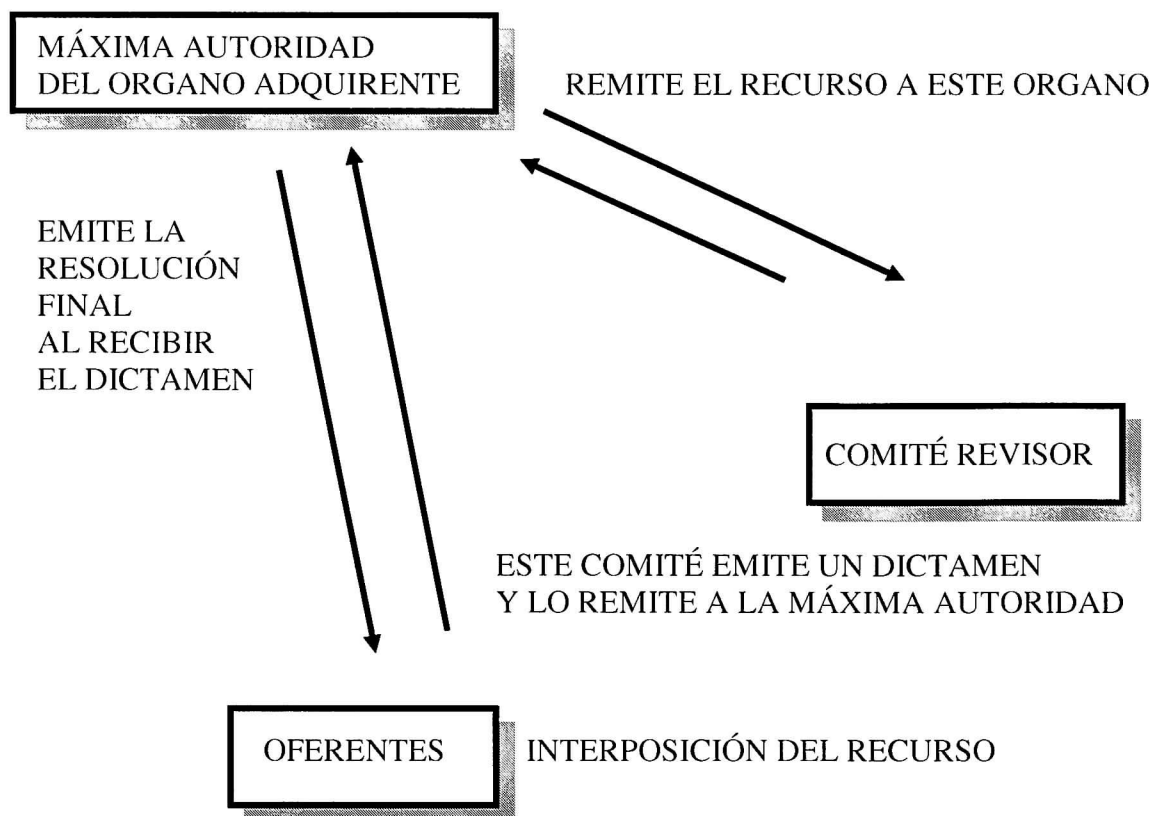 MÁXIMA AUTORIDAD
DEL ORGANO ADQUIRENTE
REMITE EL RECURSO A ESTE ORGANO
EMITE LA
RESOLUCIÓN
FINAL
AL RECIBIR
EL DICTAMEN
COMITÉ REVISOR
ESTE COMITÉ EMITE UN DICTAMEN
Y LO REMITE A LA MÁXIMA AUTORIDAD
OFERENTES
INTERPOSICIÓN DEL RECURSO